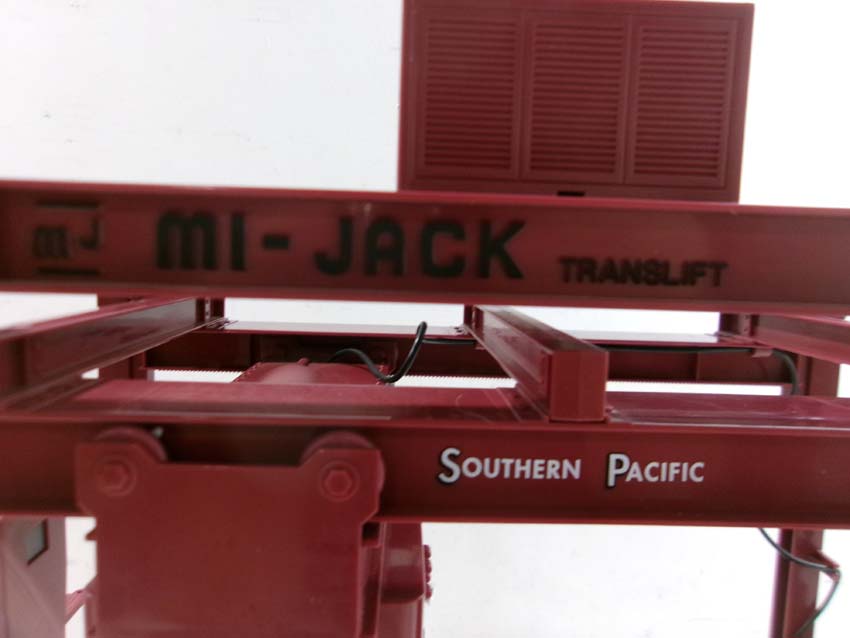 MJ MI-JACK TRANSLIFT
SOUTHERN PACIFIC